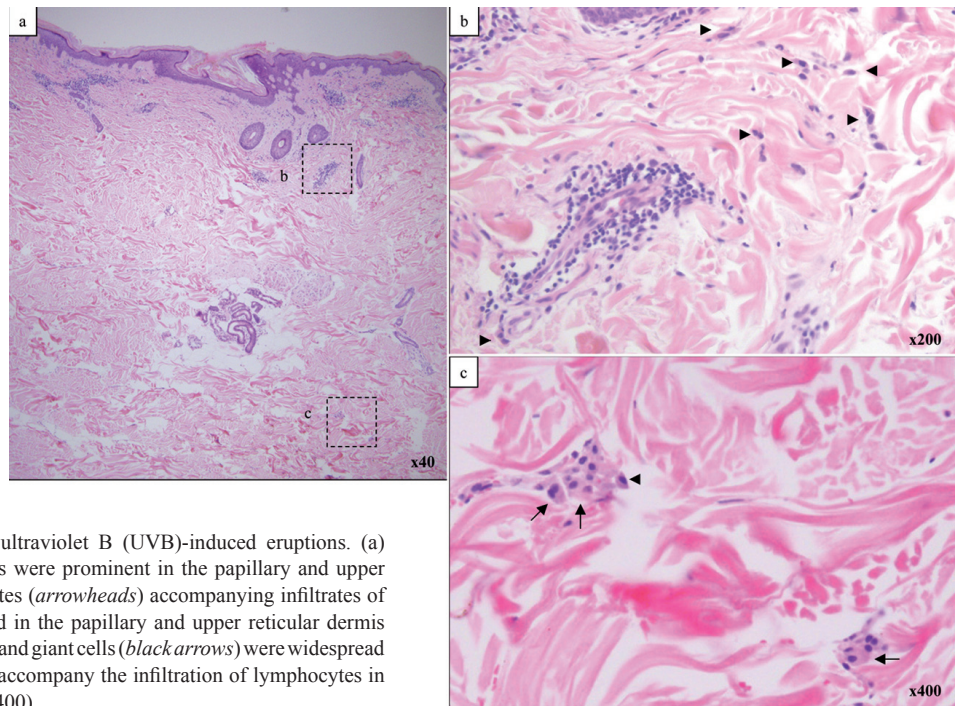 a
b
c
x40
b
x200
c
x400
ultraviolet B (UVB)-induced eruptions. (a)
s were prominent in the papillary and upper
tes (arrowheads) accompanying infiltrates of
d in the papillary and upper reticular dermis
and giant cells (black arrows) were widespread
accompany the infiltration of lymphocytes in
400)